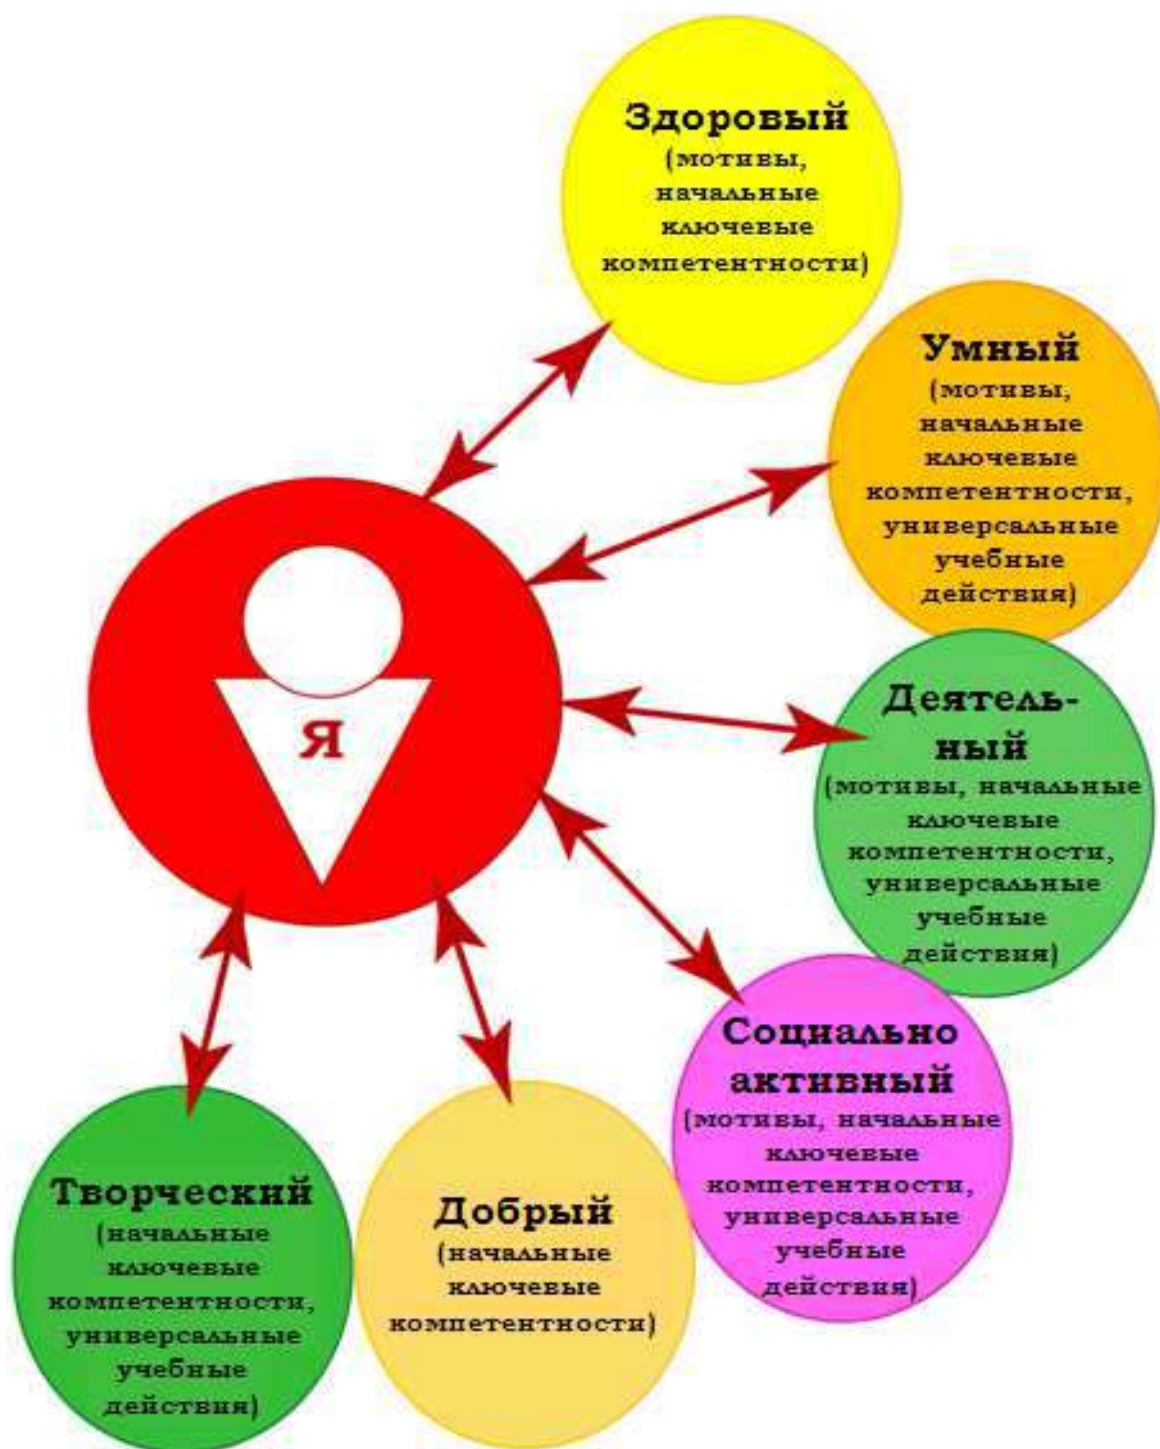 Здоровый
(мотивы,
начальные
ключевые
компетентности)
Умный
(мотивы,
начальные
ключевые
компетентности,
универсальные
учебные
действия)
Я
Деятель-
ный
(мотивы, начальные
ключевые
компетентности,
универсальные
учебные
действия)
Социально
активный
(мотивы, начальные
ключевые
компетентности,
универсальные
учебные
действия)
Добрый
(начальные
ключевые
компетентности)
Творческий
(начальные
ключевые
компетентности,
универсальные
учебные
действия)